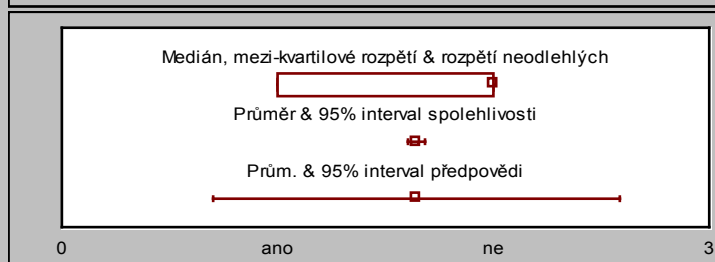 Medián, mezi-kvartilové rozpětí & rozpětí neodlehlých
Průměr & 95% interval spolehlivosti
Prům. & 95% interval předpovědi
0 ano ne 3